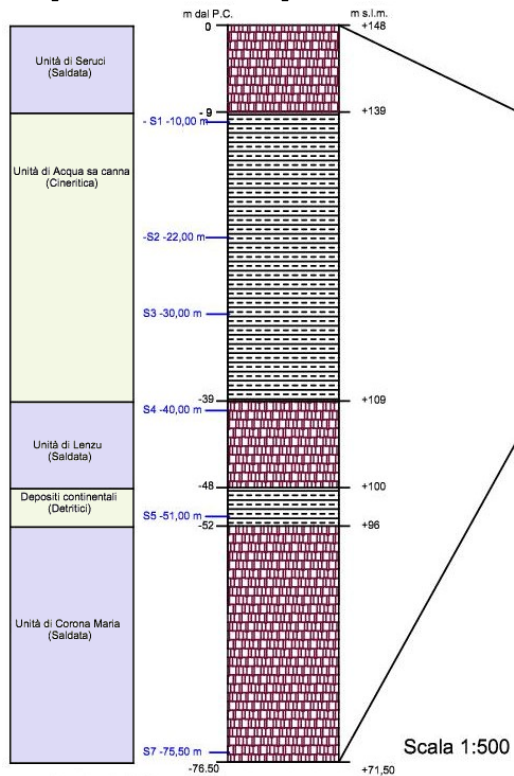 m dal P.C. m s.l.m.
0 +148
Unità di Seruci
(Saldata)
- 9 +139
- S1 -10,00 m
Unità di Acqua sa canna
(Cineritica)
-S2 -22,00 m
S3 -30,00 m
-39 +109
S4 -40,00 m
Unità di Lenzu
(Saldata)
-48 +100
Depositi continentali
(Detritici)
S5 -51,00 m
-52 +96
Unità di Corona Maria
(Saldata)
S7 -75,50 m
Scala 1:500
-76.50 +71,50